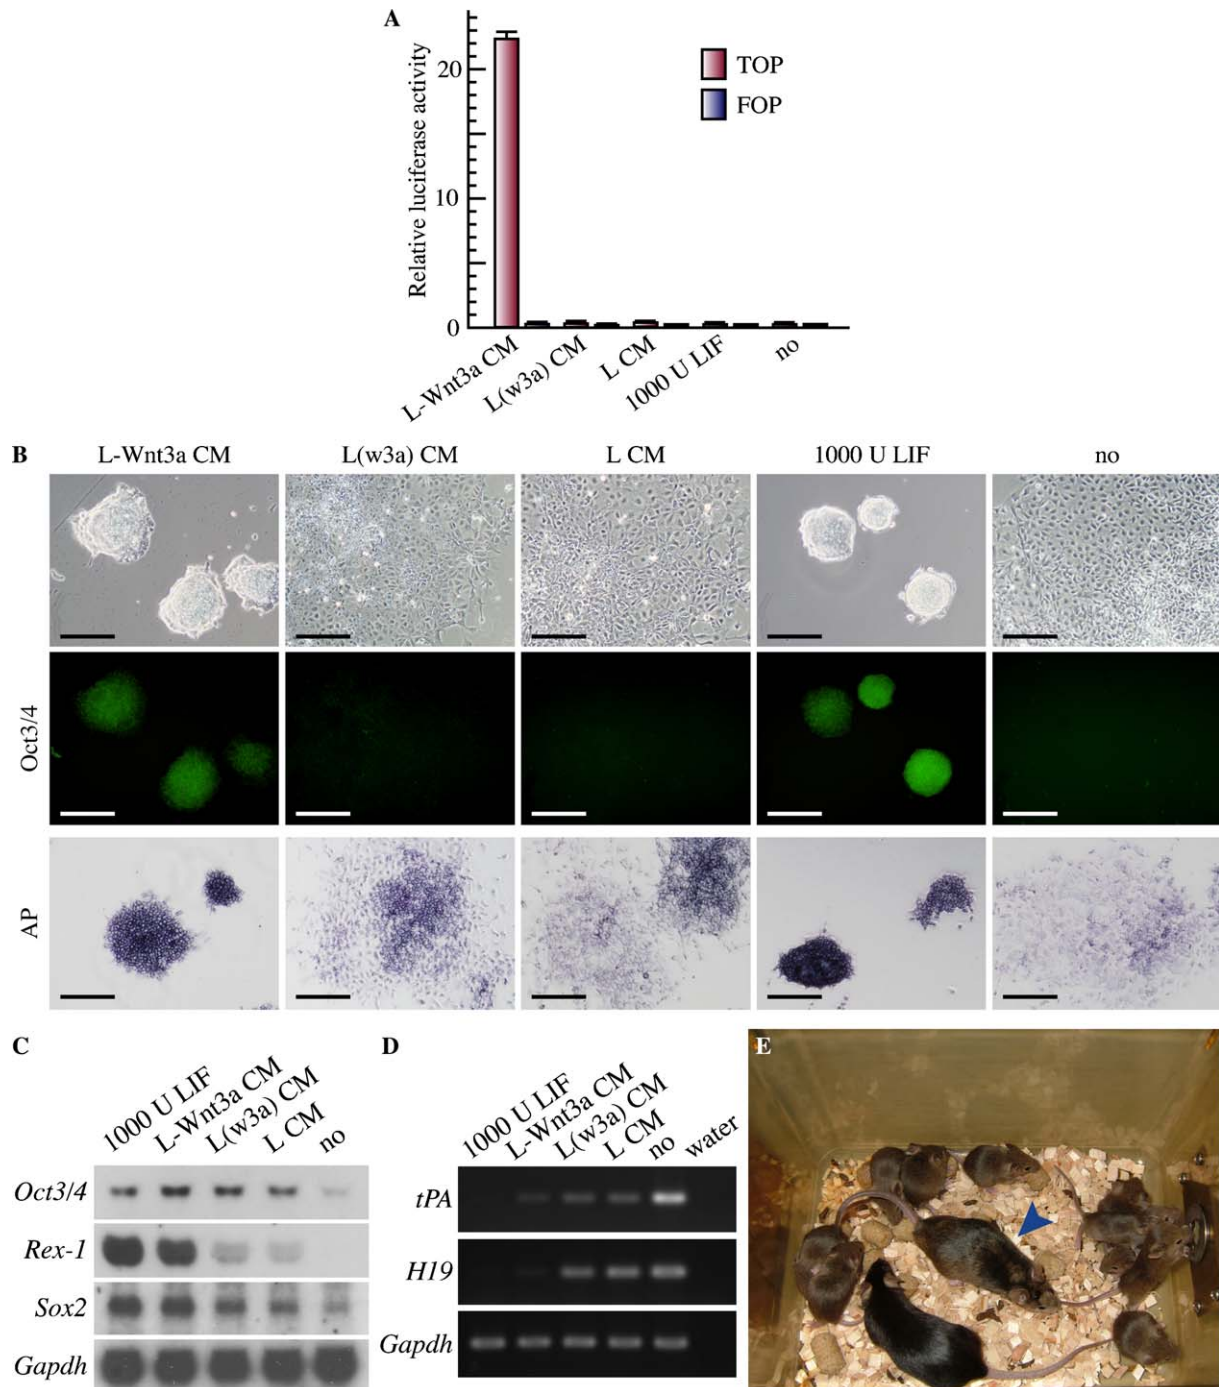 A
Relative luciferase activity
20
10
0
TOP
FOP
L-Wnt3a CM
L(w3a) CM
L CM
1000 U LIF
no
B
L-Wnt3a CM L(w3a) CM L CM 1000 U LIF no
Oct3/4
AP
C
1000 U LIF
L-Wnt3a CM
L(w3a) CM
L CM
no
Oct3/4
Rex-1
Sox2
Gapdh
D
1000 U LIF
L-Wnt3a CM
L(w3a) CM
L CM
no
water
tPA
H19
Gapdh
E